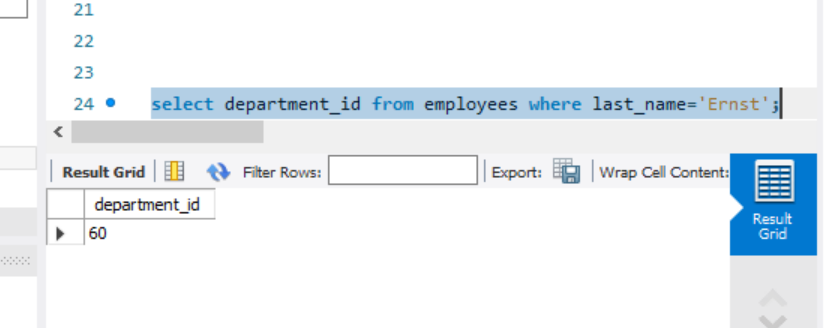 21
22
23
24 select department_id from employees where last_name='Ernst';
Result Grid Filter Rows: Export: Wrap Cell Content:
department_id
60
Result
Grid